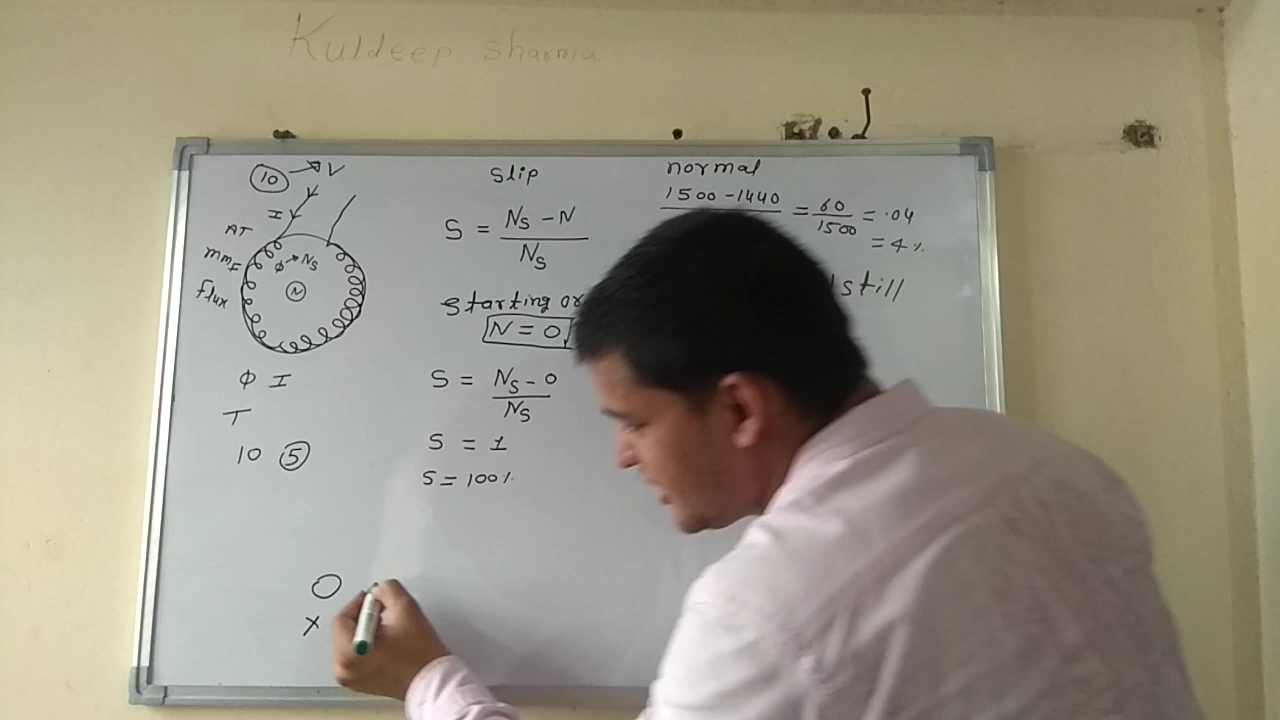 Kuldeep Sharma
10 → V
I
AT
mmf
flux
φ → Ns
N
φ I
T
10 5
Slip
S = Ns - N
Ns
Starting or
N = 0
S = Ns - 0
Ns
S = 1
S = 100%
normal
1500 - 1440 = 60 = .04
1500
= 4%
still
O
X